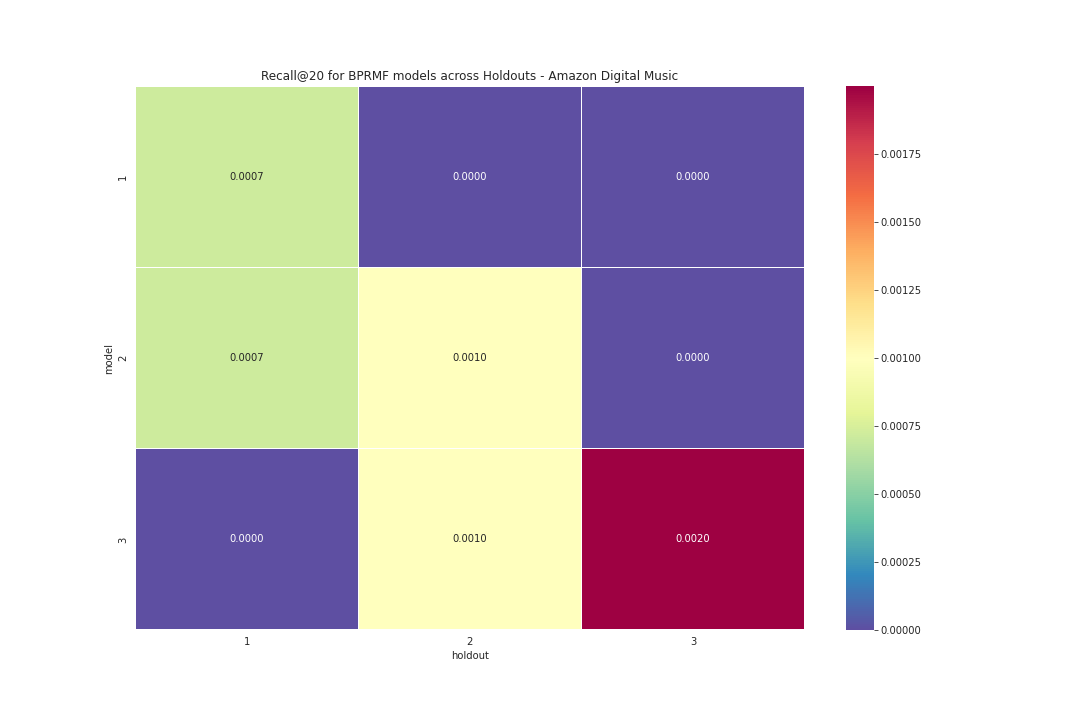 Recall@20 for BPRMF models across Holdouts - Amazon Digital Music
0.0007 0.0000 0.0000
0.0007 0.0010 0.0000
0.0000 0.0010 0.0020
1
2
3
model
1 2 3
holdout
0.00175
0.00150
0.00125
0.00100
0.00075
0.00050
0.00025
0.00000